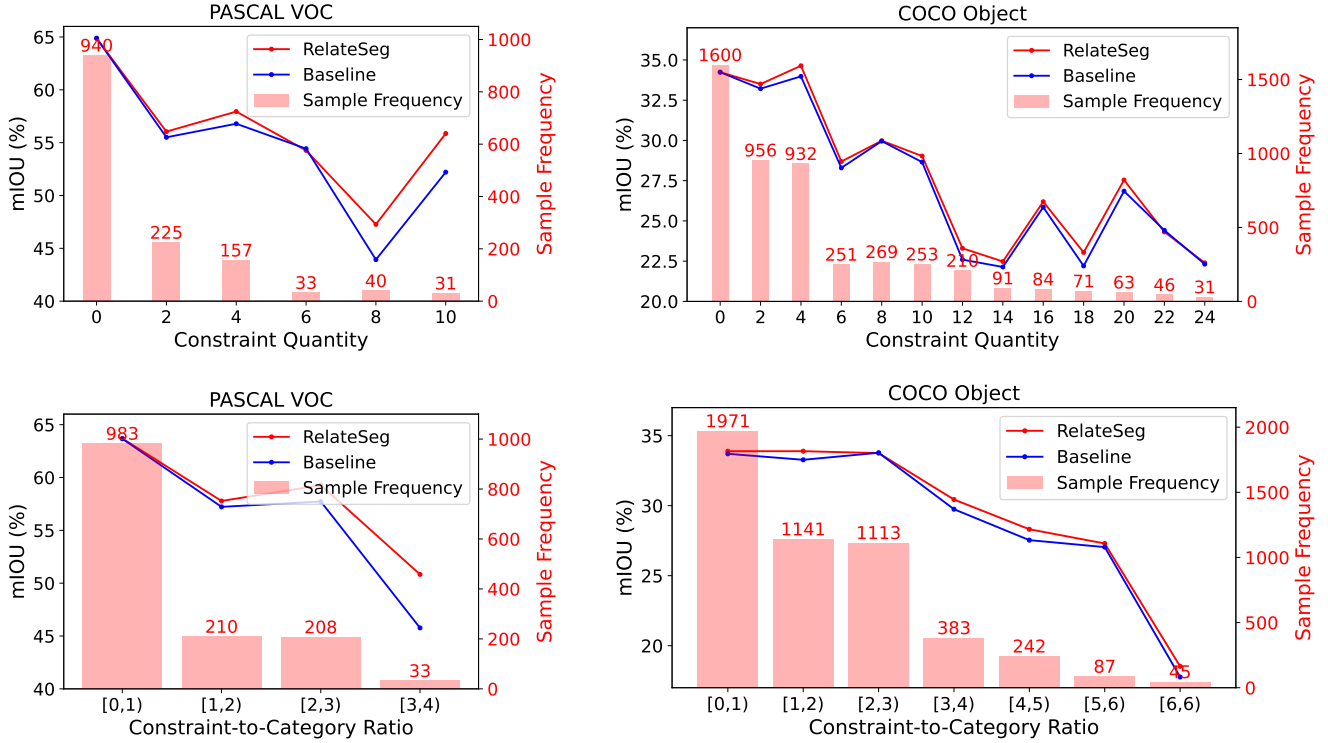 PASCAL VOC
65
60
55
50
45
40
mIOU (%)
RelateSeg
Baseline
Sample Frequency
940
225
157
33
40
31
1000
800
600
400
200
0
Sample Frequency
0 2 4 6 8 10
Constraint Quantity
COCO Object
35.0
32.5
30.0
27.5
25.0
22.5
20.0
mIOU (%)
RelateSeg
Baseline
Sample Frequency
1600
956
932
251
269
253
210
91
84
71
63
46
31
1500
1000
500
0
Sample Frequency
0 2 4 6 8 10 12 14 16 18 20 22 24
Constraint Quantity
PASCAL VOC
65
60
55
50
45
40
mIOU (%)
RelateSeg
Baseline
Sample Frequency
983
210
208
33
1000
800
600
400
200
0
Sample Frequency
[0,1) [1,2) [2,3) [3,4)
Constraint-to-Category Ratio
COCO Object
35
30
25
20
mIOU (%)
RelateSeg
Baseline
Sample Frequency
1971
1141
1113
383
242
87
45
2000
1500
1000
500
0
Sample Frequency
[0,1) [1,2) [2,3) [3,4) [4,5) [5,6) [6,6)
Constraint-to-Category Ratio